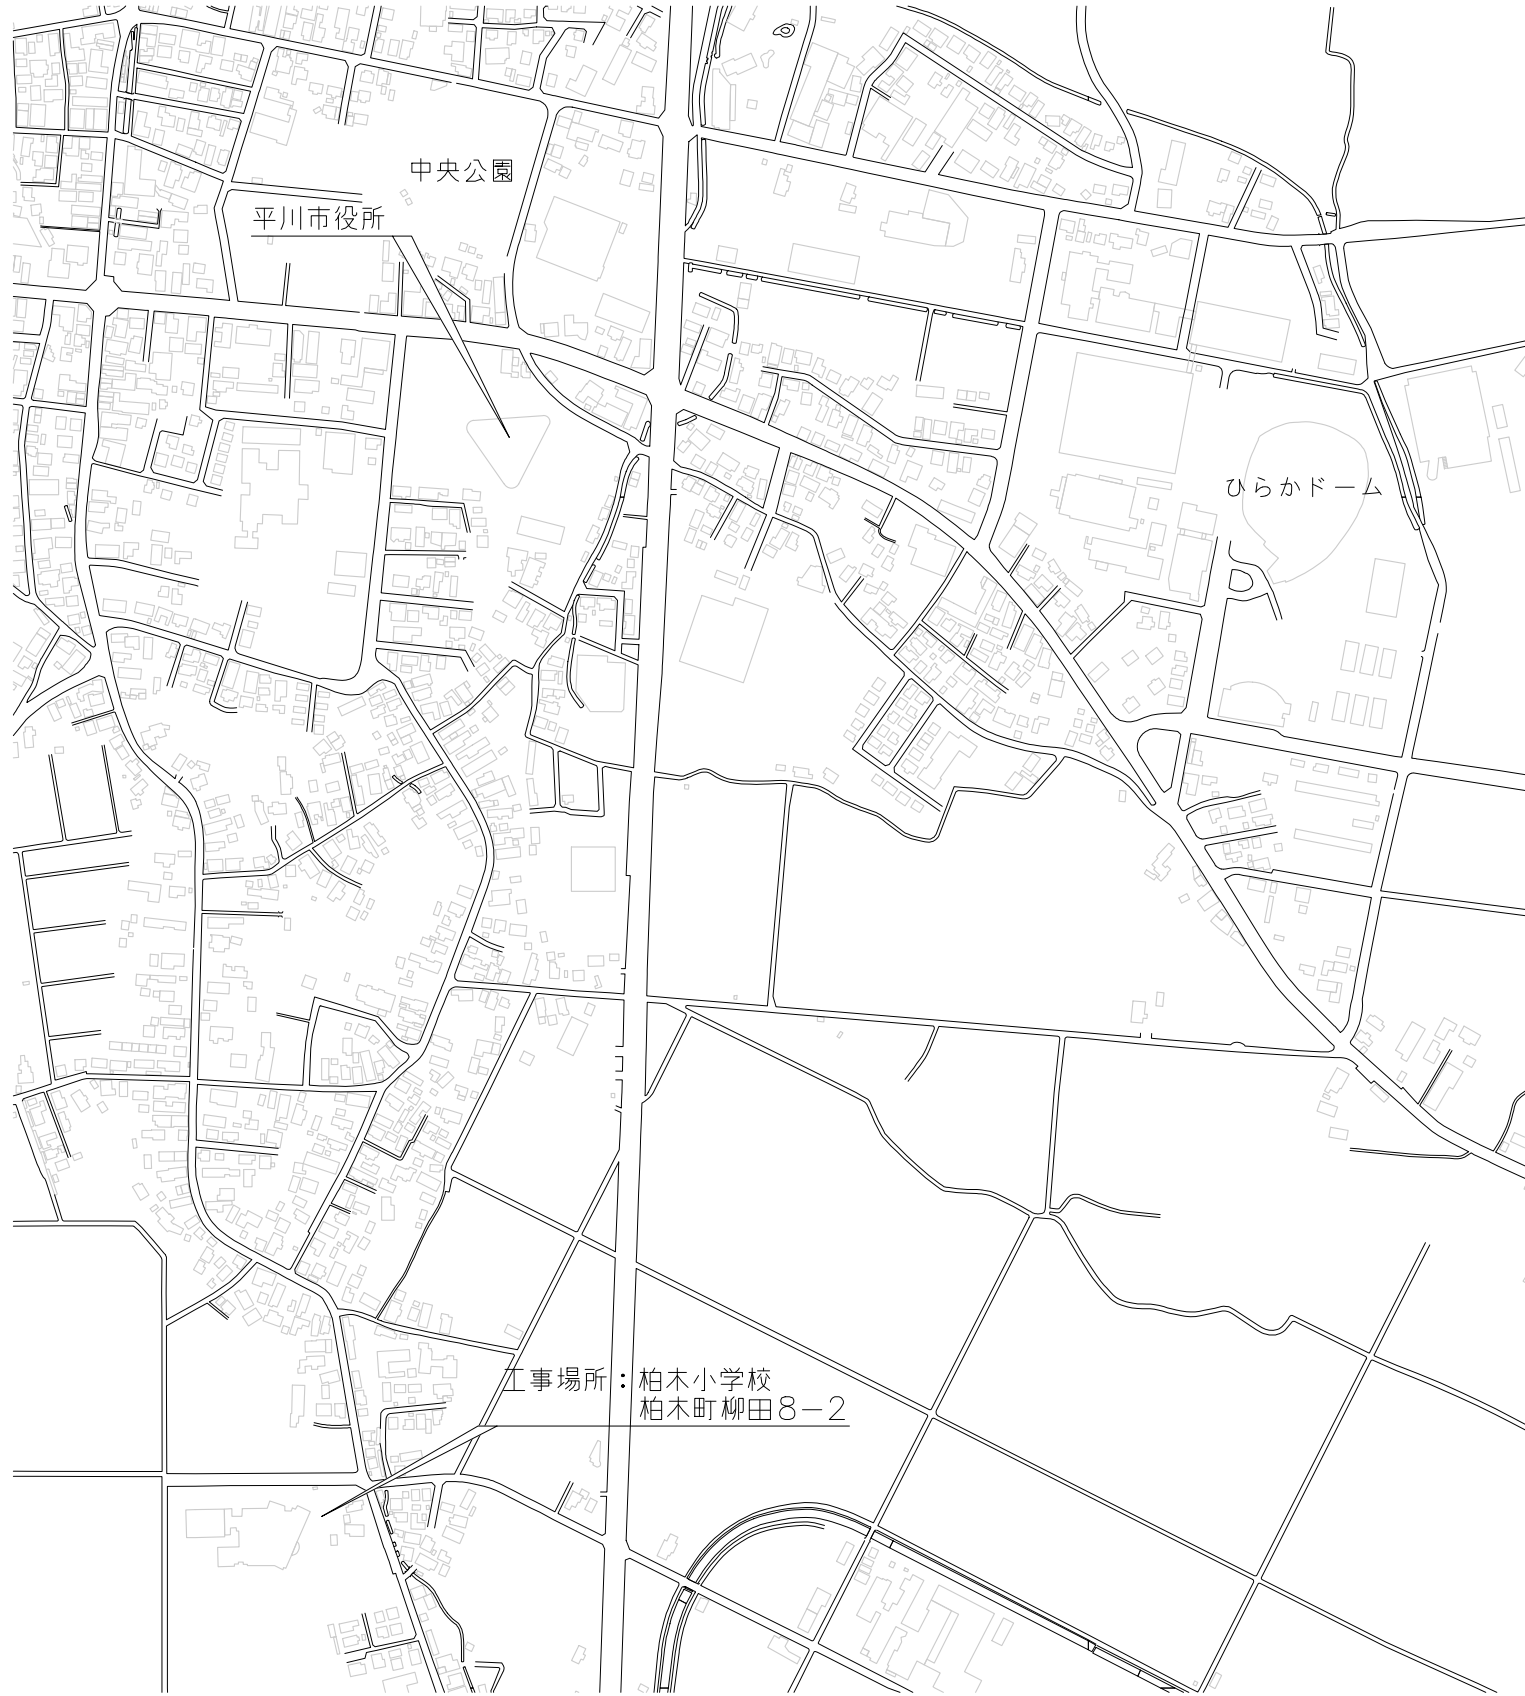 中央公園
平川市役所
ひらかドーム
工事場所：柏木小学校
柏木町柳田8−2